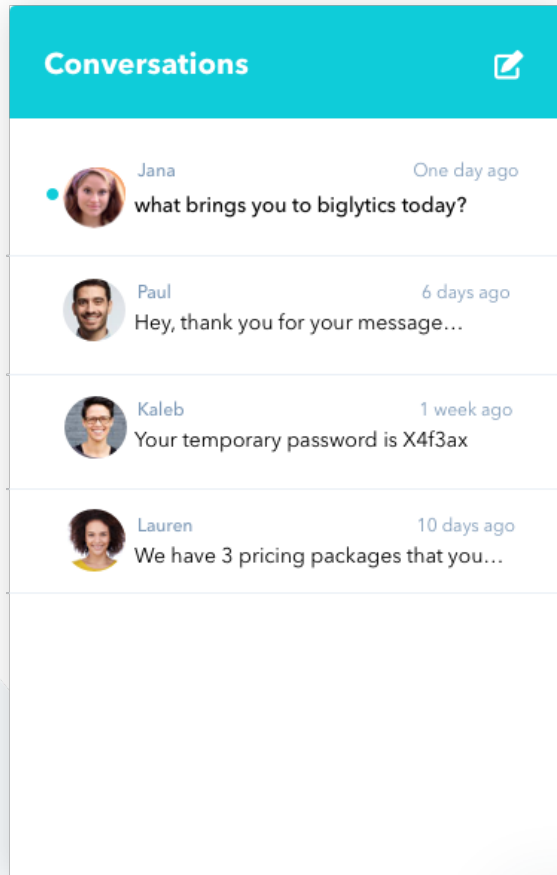 Conversations
Jana One day ago
what brings you to biglytics today?
Paul 6 days ago
Hey, thank you for your message...
Kaleb 1 week ago
Your temporary password is X4f3ax
Lauren 10 days ago
We have 3 pricing packages that you...